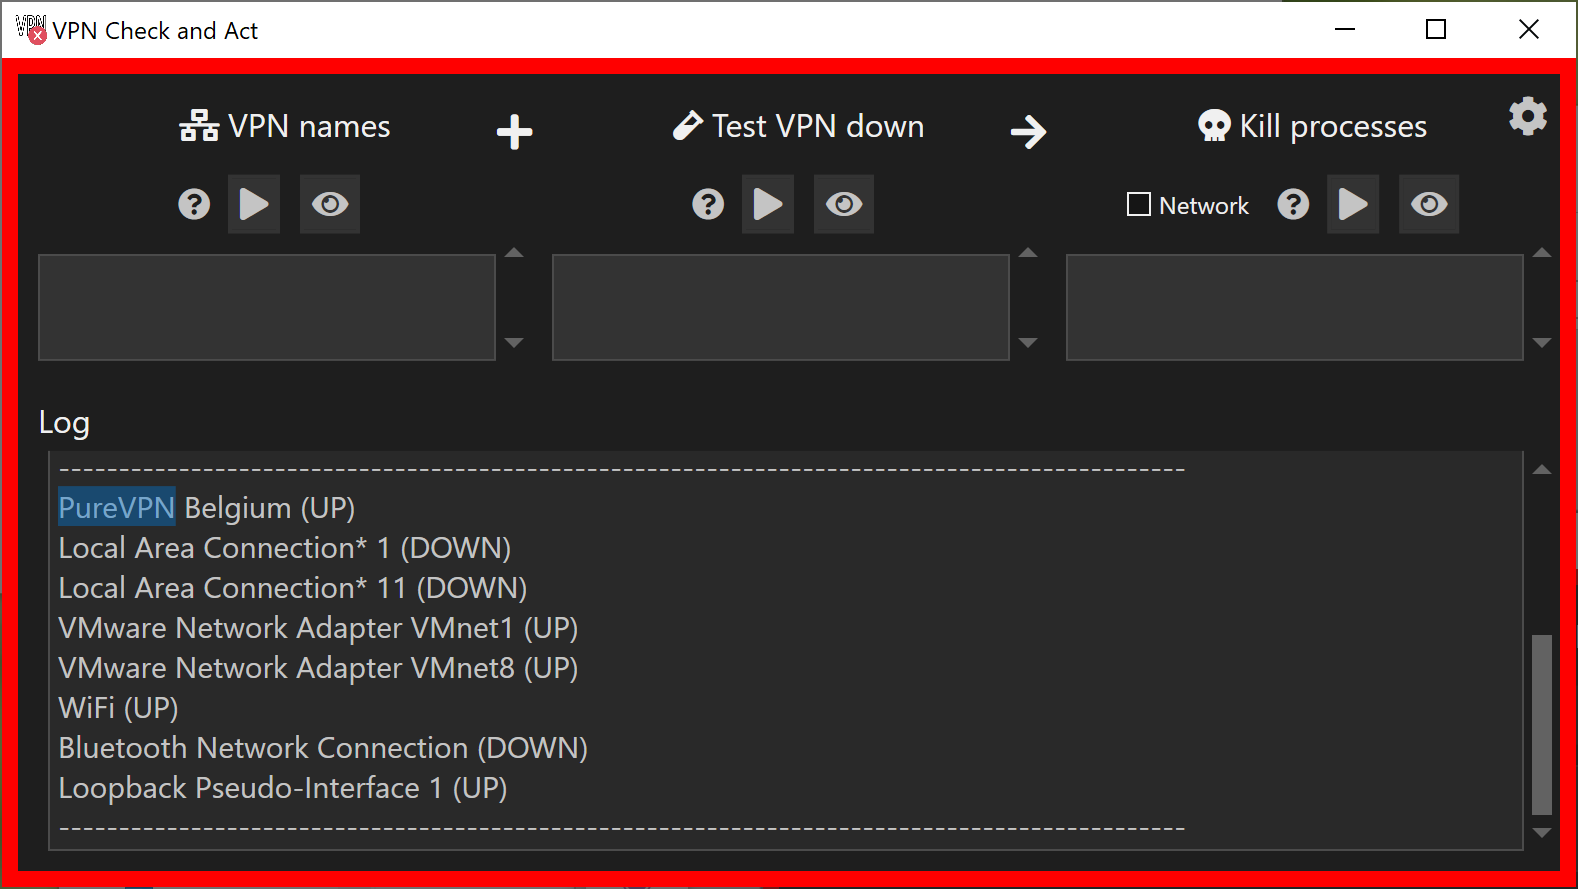 VPN
VPN Check and Act
VPN names
Test VPN down
Kill processes
Network
Log
-----------------------------------------------------------------------------------------------
PureVPN Belgium (UP)
Local Area Connection* 1 (DOWN)
Local Area Connection* 11 (DOWN)
VMware Network Adapter VMnet1 (UP)
VMware Network Adapter VMnet8 (UP)
WiFi (UP)
Bluetooth Network Connection (DOWN)
Loopback Pseudo-Interface 1 (UP)
-----------------------------------------------------------------------------------------------